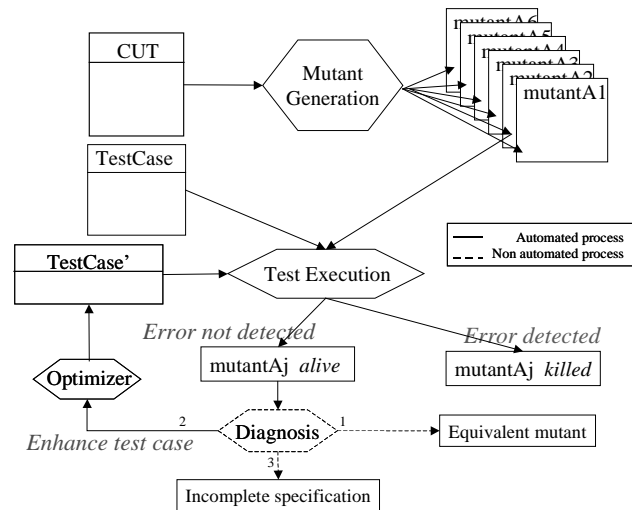 mutantA6
mutantA5
mutantA4
mutantA3
mutantA2
mutantA1
CUT
Mutant
Generation
TestCase
Automated process
Non automated process
TestCase’
Test Execution
Error not detected
Error detected
mutantAj alive
mutantAj killed
Optimizer
2
Diagnosis
1
Equivalent mutant
Enhance test case
3
Incomplete specification